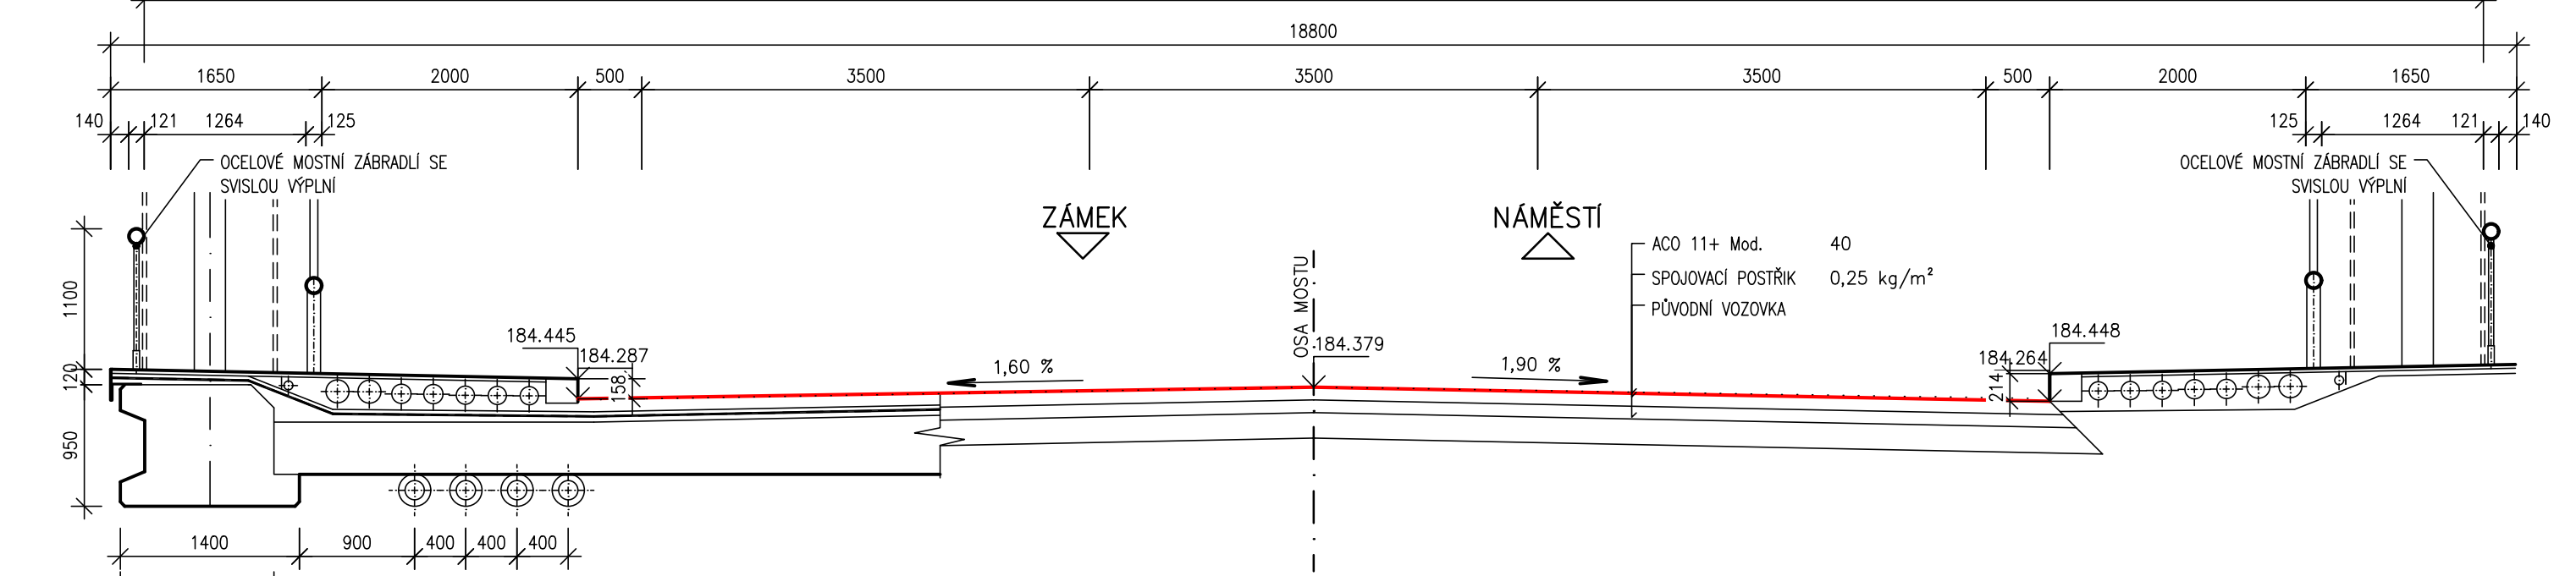 18800
1650 2000 500 3500 3500 3500 500 2000 1650
140 121 1264 125 125 1264 121 140
OCELOVÉ MOSTNÍ ZÁBRADLÍ SE
SVISLOU VÝPLNÍ
OCELOVÉ MOSTNÍ ZÁBRADLÍ SE
SVISLOU VÝPLNÍ
ZÁMEK
NÁMĚSTÍ
ACO 11+ Mod. 40
SPOJOVACÍ POSTŘIK 0,25 kg/m²
PŮVODNÍ VOZOVKA
OSA MOSTU
1100
120
950
184.445
184.287
158
1,60 %
184.379
1,90 %
184.448
184.264
214
1400 900 400 400 400